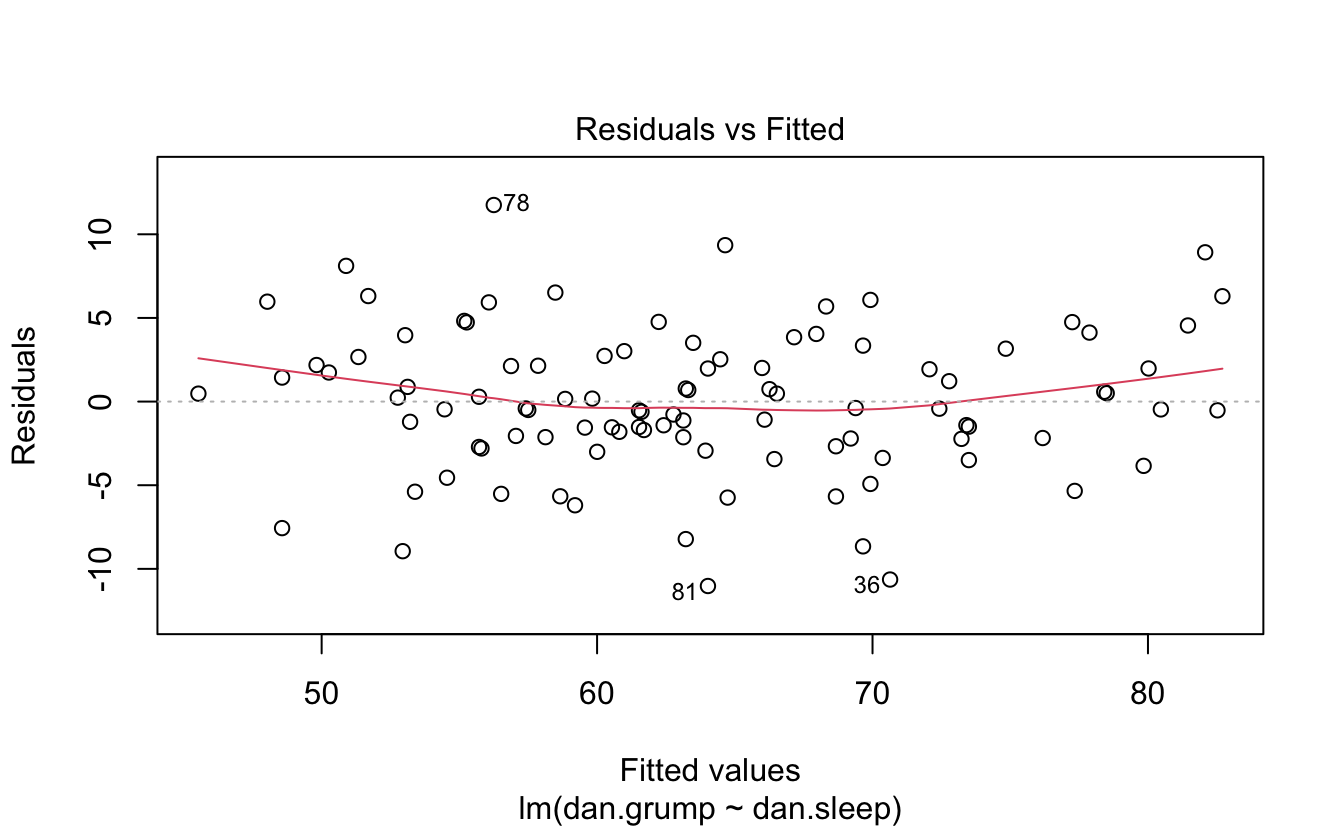 Residuals vs Fitted
Residuals
10
5
0
-5
-10
78
81
36
50 60 70 80
Fitted values
lm(dan.grump ~ dan.sleep)